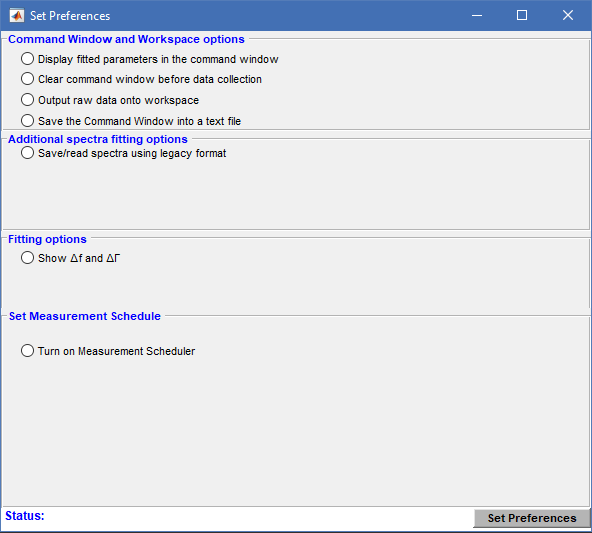 Set Preferences
Command Window and Workspace options
Display fitted parameters in the command window
Clear command window before data collection
Output raw data onto workspace
Save the Command Window into a text file
Additional spectra fitting options
Save/read spectra using legacy format
Fitting options
Show Δf and ΔΓ
Set Measurement Schedule
Turn on Measurement Scheduler
Status:
Set Preferences